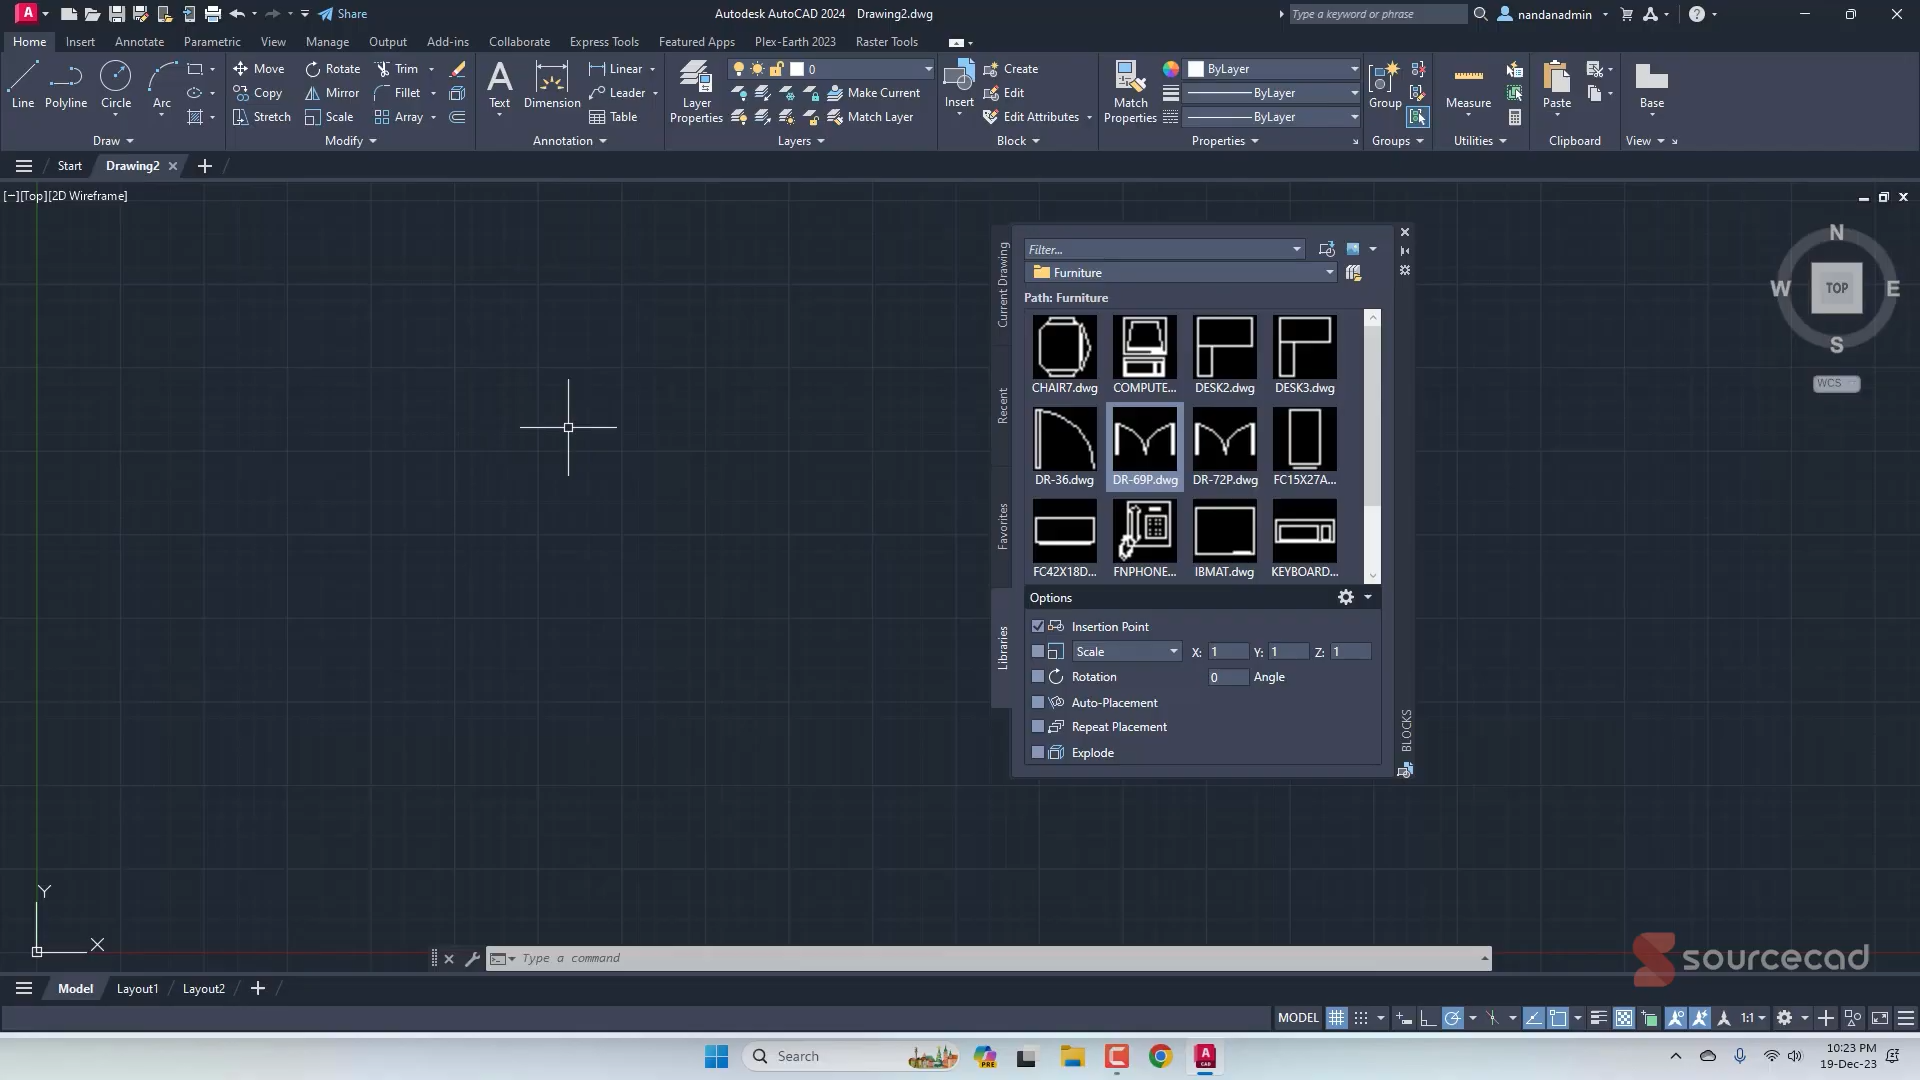 Share
Autodesk AutoCAD 2024 Drawing2.dwg
Type a keyword or phrase
nandanadmin
Home Insert Annotate Parametric View Manage Output Add-ins Collaborate Express Tools Featured Apps Plex-Earth 2023 Raster Tools
Line Polyline Circle Arc
Move Rotate Trim
Copy Mirror Fillet
Stretch Scale Array
Text Dimension
Linear
Leader
Table
Layer Properties
0
Make Current
Match Layer
Insert
Create
Edit
Edit Attributes
Match Properties
ByLayer
ByLayer
ByLayer
Group
Measure
Paste
Base
Draw Modify Annotation Layers Block Properties Groups Utilities Clipboard View
Start Drawing2
[−][Top][2D Wireframe]
N
W TOP E
S
WCS
Current Drawing
Recent
Favorites
Libraries
BLOCKS
Filter...
Furniture
Path: Furniture
CHAIR7.dwg COMPUTE... DESK2.dwg DESK3.dwg
DR-36.dwg DR-69P.dwg DR-72P.dwg FC15X27A...
FC42X18D... FNPHONE... IBMAT.dwg KEYBOARD...
Options
Insertion Point
Scale X: 1 Y: 1 Z: 1
Rotation 0 Angle
Auto-Placement
Repeat Placement
Explode
Y
X
Type a command
sourcecad
Model Layout1 Layout2
MODEL 1:1
Search
PRE
CAD
10:23 PM
19-Dec-23